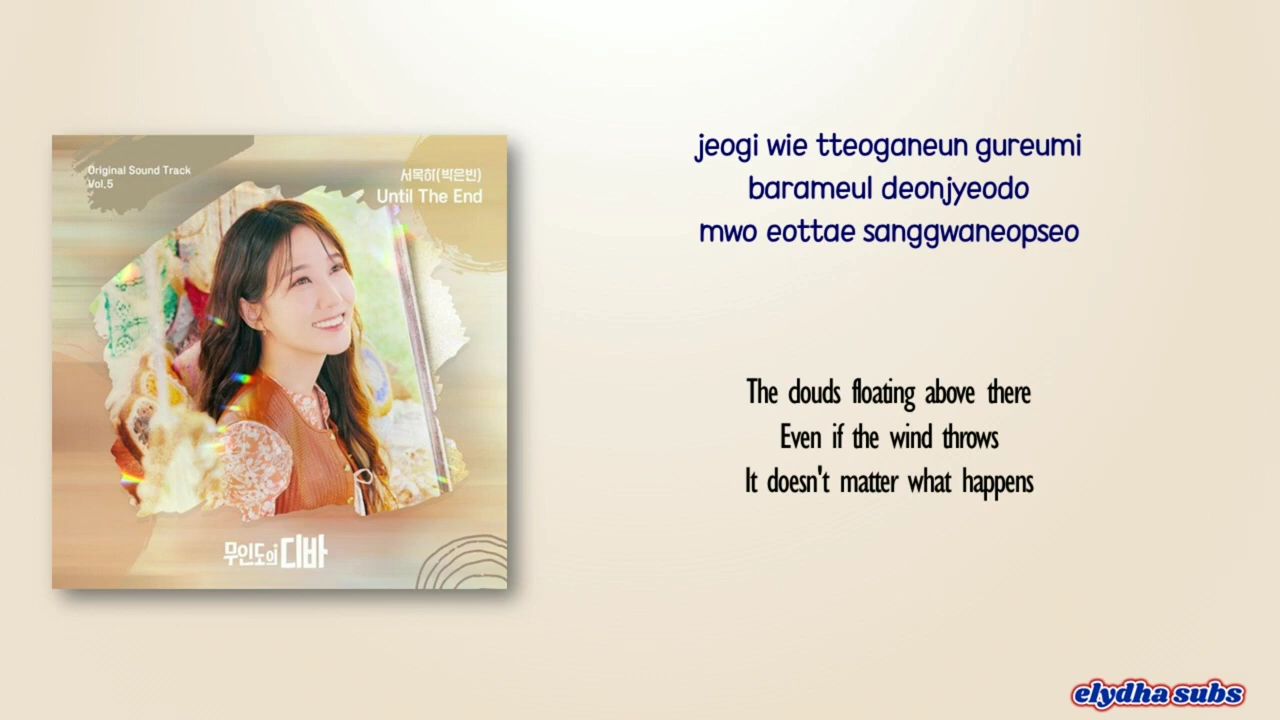 Original Sound Track
Vol.5
서목하(박은빈)
Until The End
무인도의 디바
jeogi wie tteoganeun gureumi
barameul deonjyeodo
mwo eottae sanggwaneopseo
The clouds floating above there
Even if the wind throws
It doesn't matter what happens
elydha subs